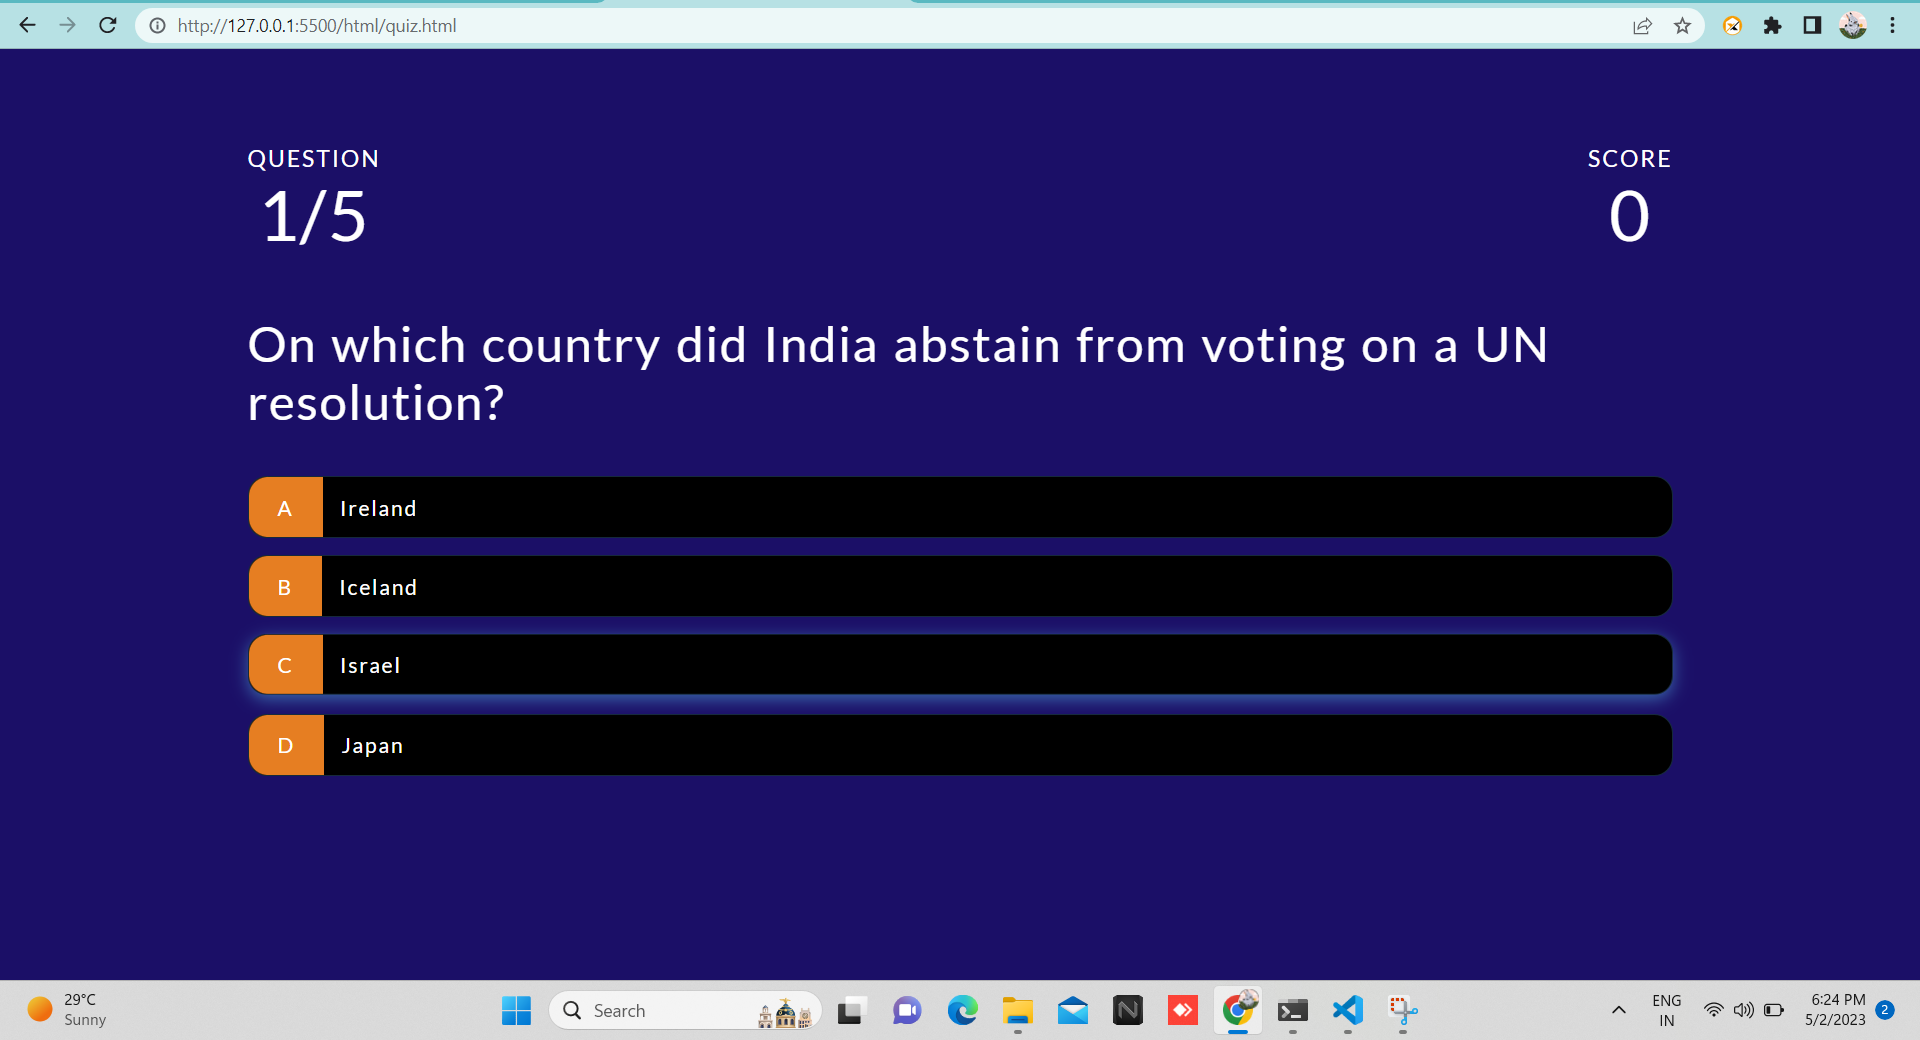 http://127.0.0.1:5500/html/quiz.html
QUESTION
1/5
SCORE
0
On which country did India abstain from voting on a UN
resolution?
A Ireland
B Iceland
C Israel
D Japan
29°C
Sunny
Search
N
ENG
IN
6:24 PM
5/2/2023
2